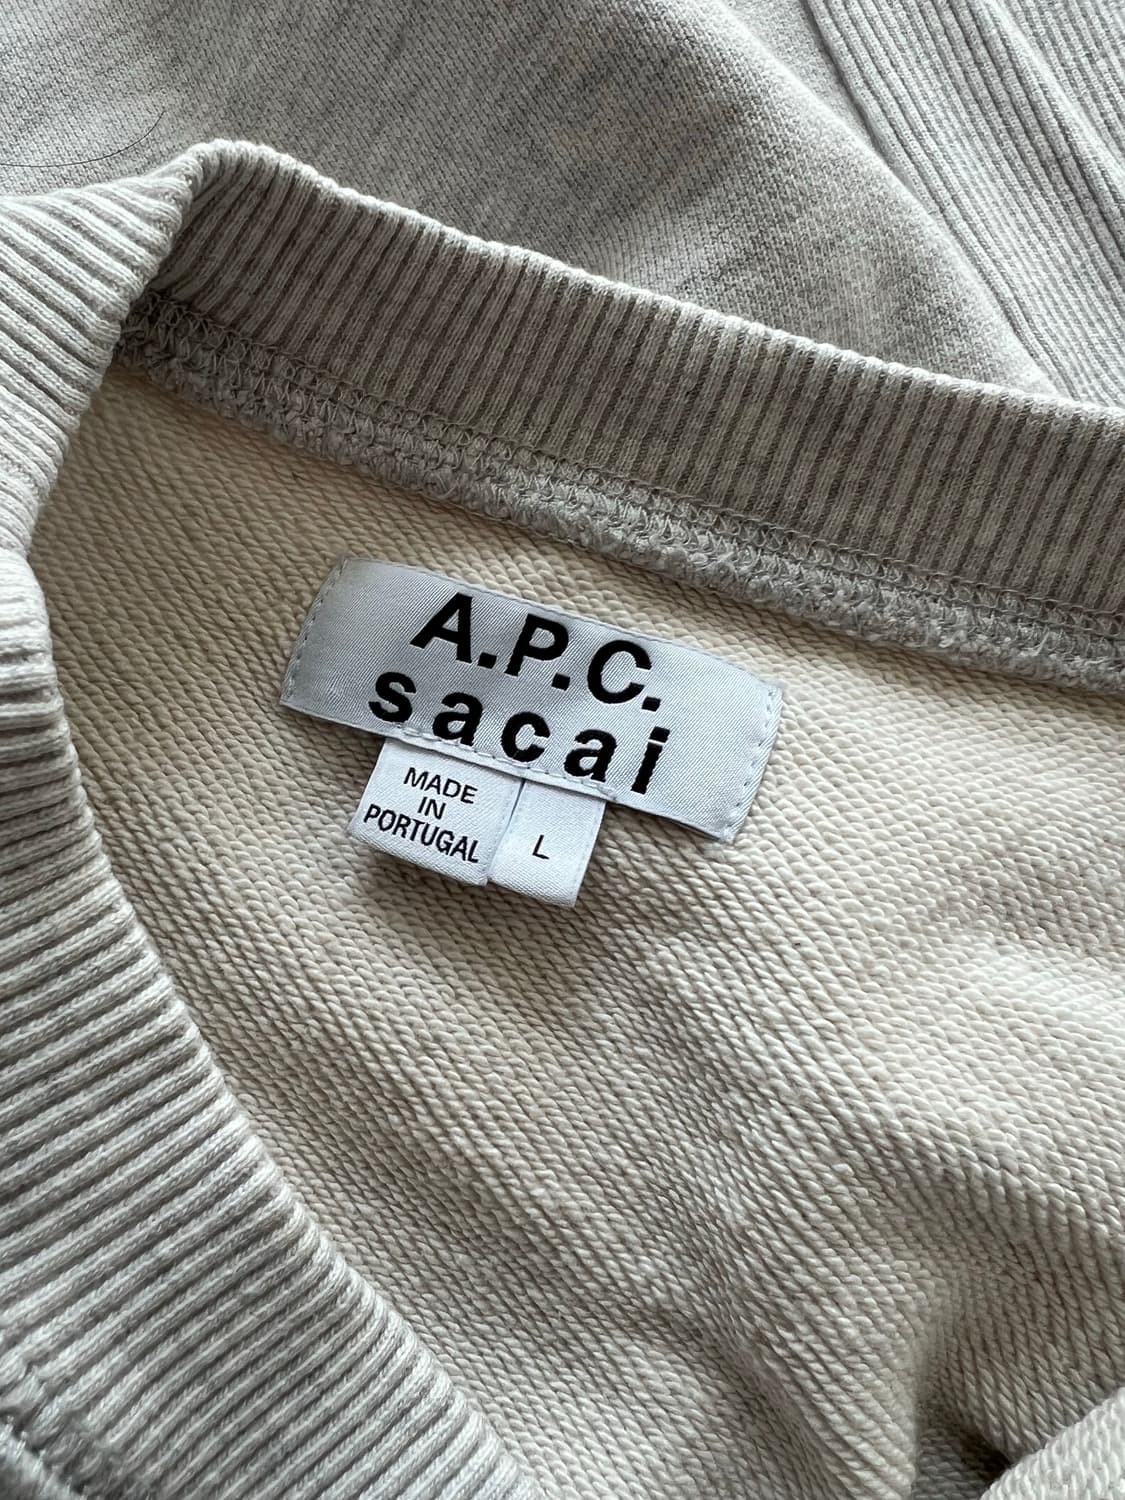 A.P.C.
sacai
MADE
IN
PORTUGAL
L